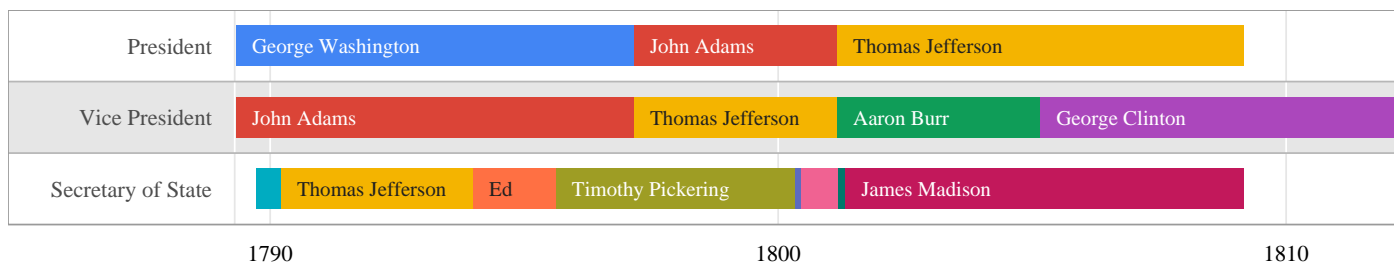 President
George Washington
John Adams
Thomas Jefferson
Vice President
John Adams
Thomas Jefferson
Aaron Burr
George Clinton
Secretary of State
Thomas Jefferson
Ed
Timothy Pickering
James Madison
1790
1800
1810